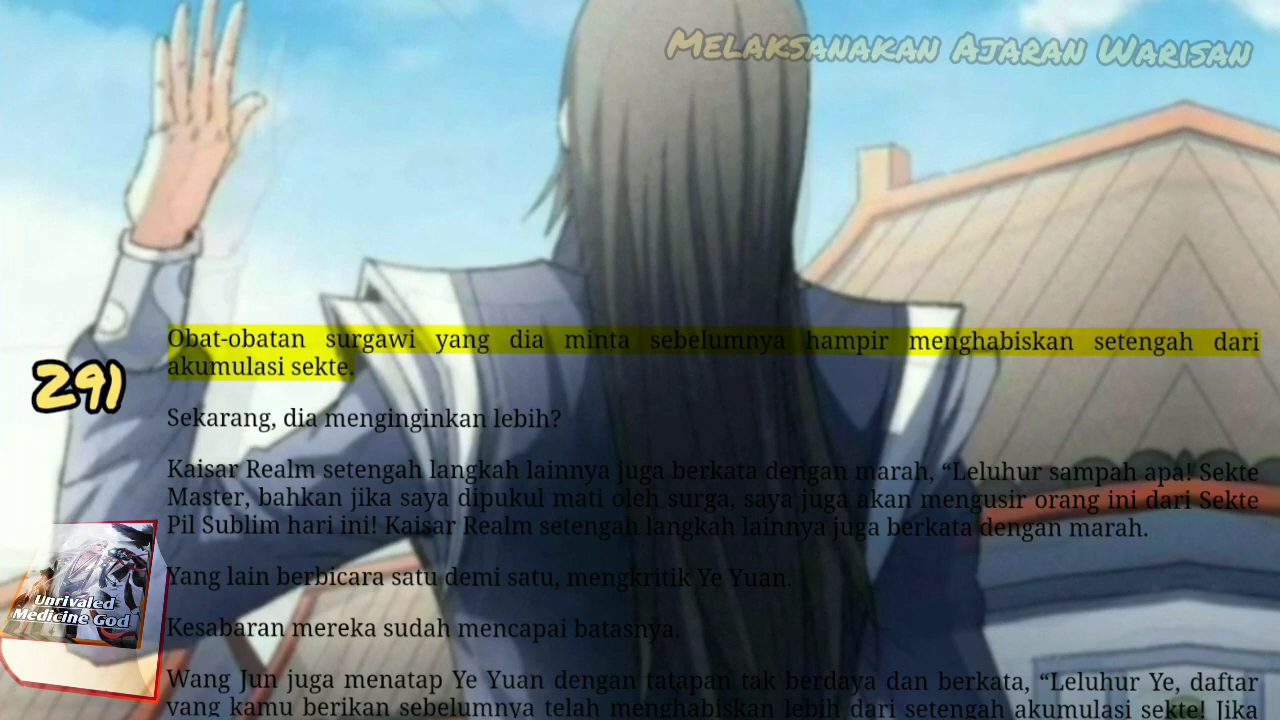 Melaksanakan Ajaran Warisan
Obat-obatan surgawi yang dia minta sebelumnya hampir menghabiskan setengah dari
akumulasi sekte.
291
Sekarang, dia menginginkan lebih?
Kaisar Realm setengah langkah lainnya juga berkata dengan marah, “Leluhur sampah apa! Sekte
Master, bahkan jika saya dipukul mati oleh surga, saya juga akan mengusir orang ini dari Sekte
Pil Sublim hari ini! Kaisar Realm setengah langkah lainnya juga berkata dengan marah.
Yang lain berbicara satu demi satu, mengkritik Ye Yuan.
Unrivaled
Medicine God
Kesabaran mereka sudah mencapai batasnya.
Wang Jun juga menatap Ye Yuan dengan tatapan tak berdaya dan berkata, “Leluhur Ye, daftar
yang kamu berikan sebelumnya telah menghabiskan lebih dari setengah akumulasi sekte! Jika